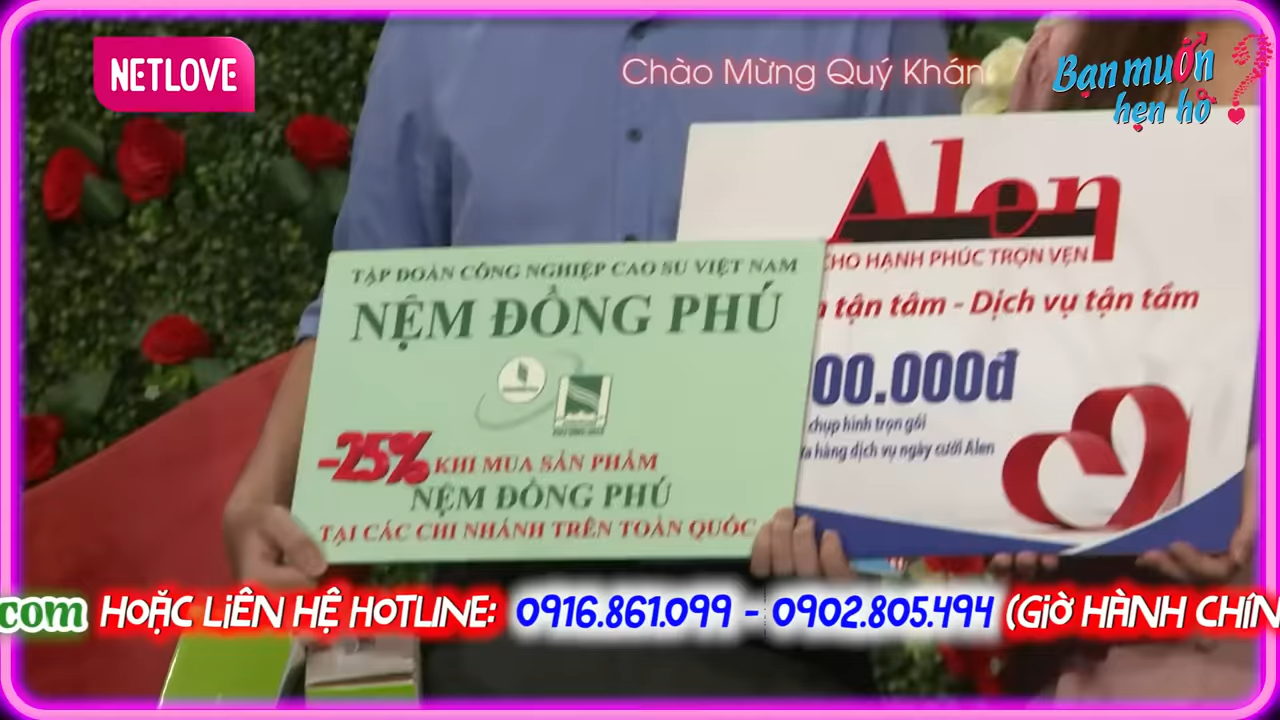 NETLOVE
Chào Mừng Quý Khán
Bạn muốn
hẹn hò
Alen
CHO HẠNH PHÚC TRỌN VẸN
tận tâm - Dịch vụ tận tâm
00.000đ
chụp hình trọn gói
hàng dịch vụ ngày cưới Alen
TẬP ĐOÀN CÔNG NGHIỆP CAO SU VIỆT NAM
NỆM ĐỒNG PHÚ
-25% KHI MUA SẢN PHẨM
NỆM ĐỒNG PHÚ
TẠI CÁC CHI NHÁNH TRÊN TOÀN QUỐC
com HOẶC LIÊN HỆ HOTLINE: 0916.861.099 - 0902.805.494 (GIỜ HÀNH CHÍN